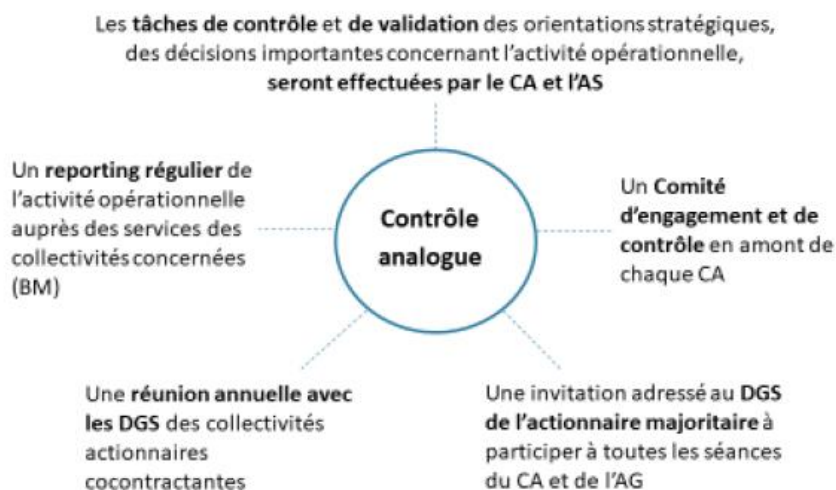 Les tâches de contrôle et de validation des orientations stratégiques,
des décisions importantes concernant l'activité opérationnelle,
seront effectuées par le CA et l'AS
Un reporting régulier de
l'activité opérationnelle
auprès des services des
collectivités concernées
(BM)
Contrôle
analogue
Un Comité
d'engagement et de
contrôle en amont de
chaque CA
Une réunion annuelle avec
les DGS des collectivités
actionnaires
cocontractantes
Une invitation adressé au DGS
de l'actionnaire majoritaire à
participer à toutes les séances
du CA et de l'AG